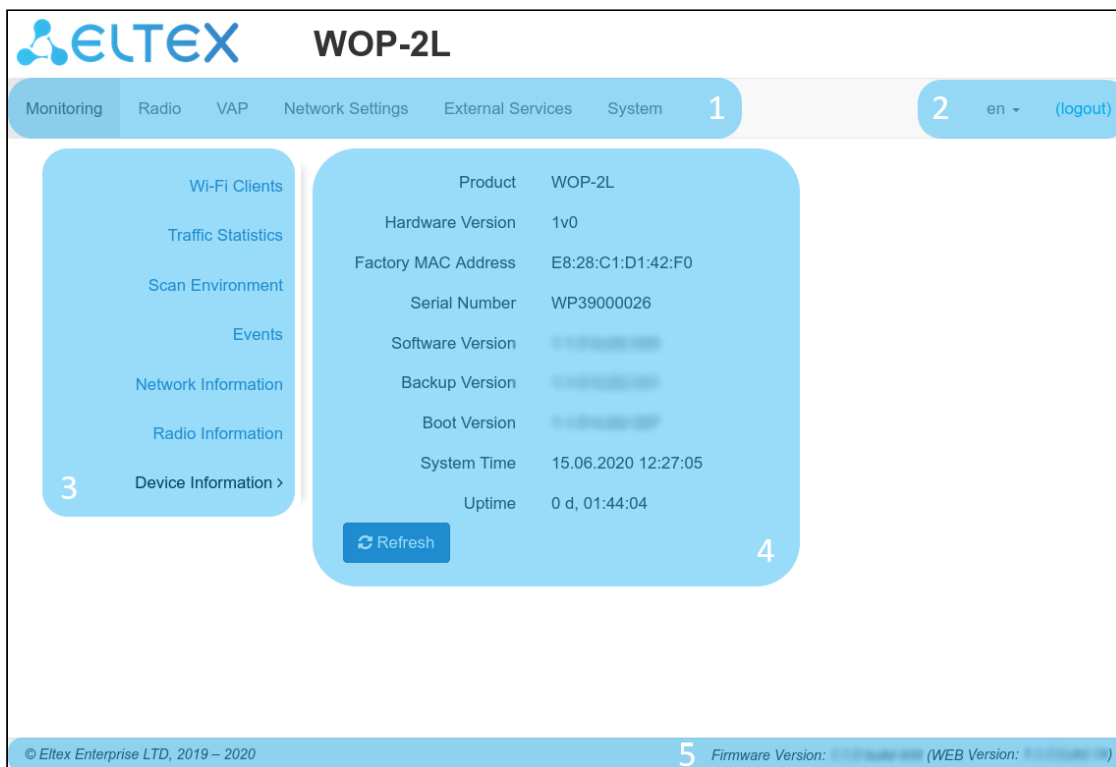 ELTEX WOP-2L
Monitoring Radio VAP Network Settings External Services System 1 2 en (logout)
Wi-Fi Clients
Traffic Statistics
Scan Environment
Events
Network Information
Radio Information
3 Device Information >
Product WOP-2L
Hardware Version 1v0
Factory MAC Address E8:28:C1:D1:42:F0
Serial Number WP39000026
Software Version
Backup Version
Boot Version
System Time 15.06.2020 12:27:05
Uptime 0 d, 01:44:04
Refresh 4
© Eltex Enterprise LTD, 2019 – 2020 5 Firmware Version: (WEB Version: )